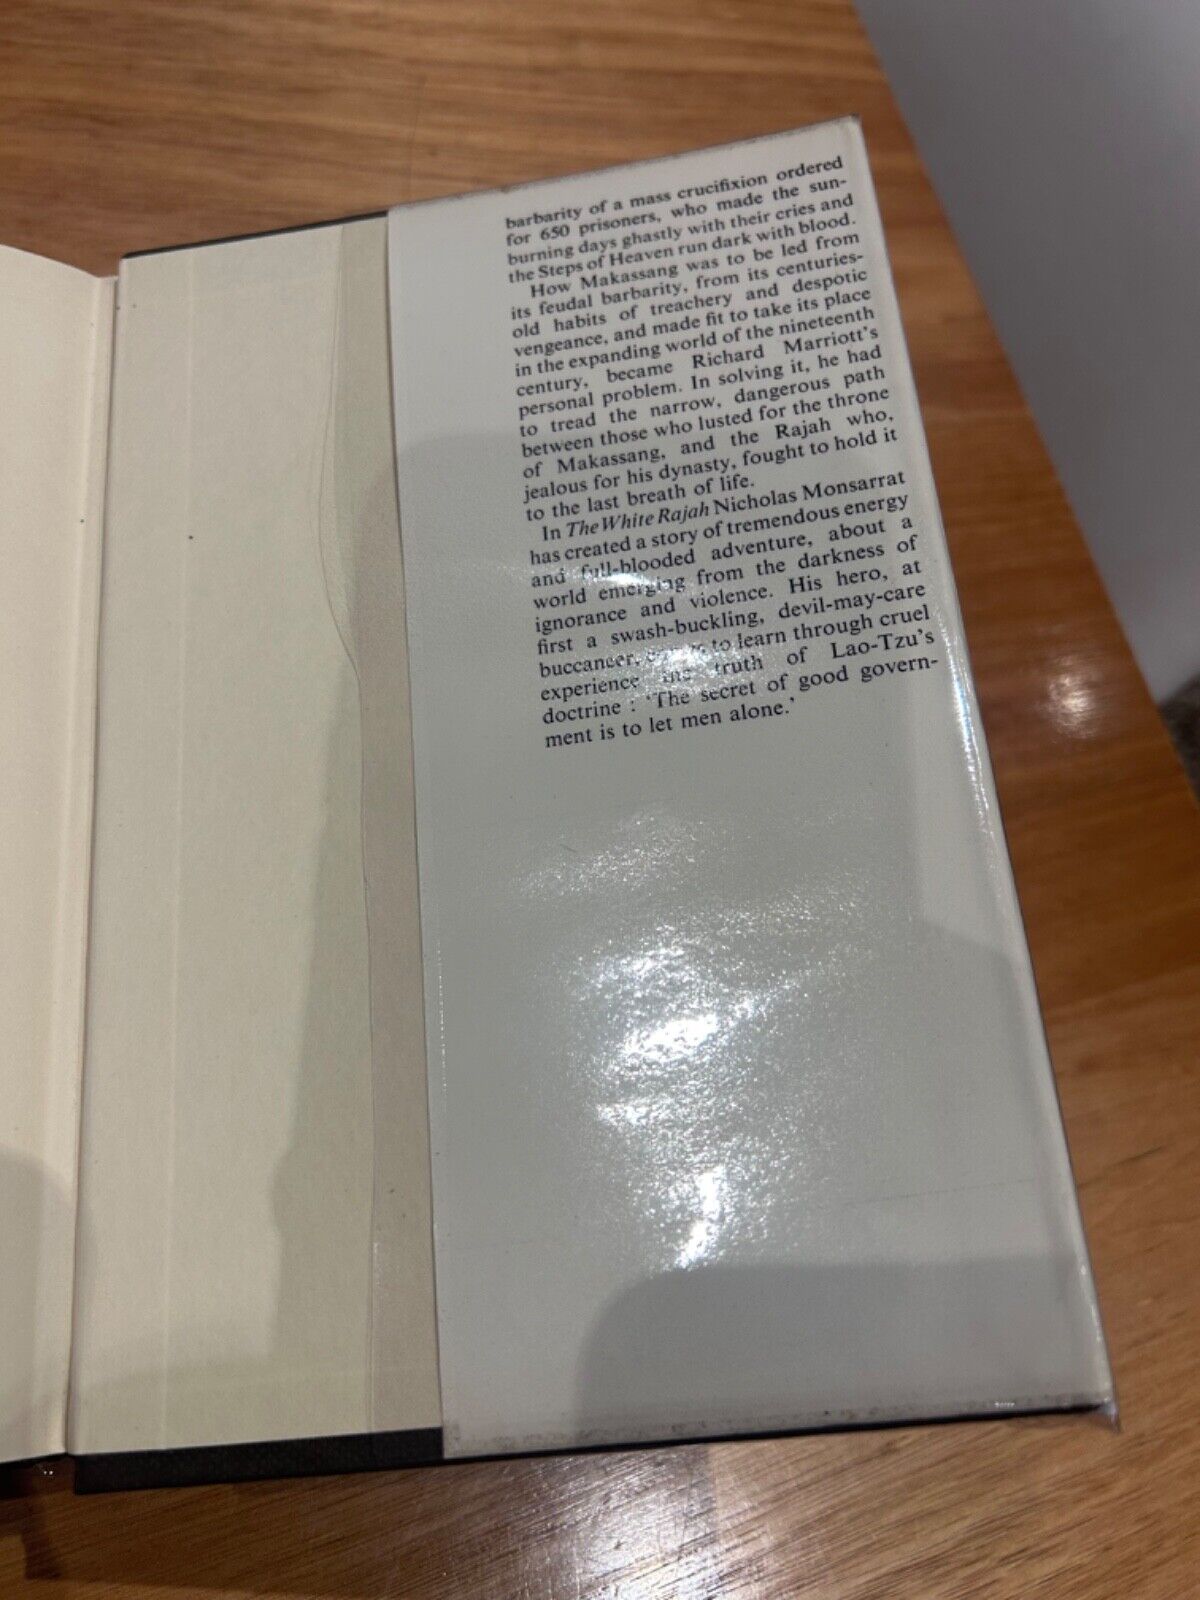 barbarity of a mass crucifixion ordered
for 650 prisoners, who made the sun-
burning days ghastly with their cries and
the Steps of Heaven run dark with blood.
How Makassang was to be led from
its feudal barbarity, from its centuries-
old habits of treachery and despotic
vengeance, and made fit to take its place
in the expanding world of the nineteenth
century, became Richard Marriott's
personal problem. In solving it, he had
to tread the narrow, dangerous path
between those who lusted for the throne
of Makassang, and the Rajah who,
jealous for his dynasty, fought to hold it
to the last breath of life.
In The White Rajah Nicholas Monsarrat
has created a story of tremendous energy
and full-blooded adventure, about a
world emerging from the darkness of
ignorance and violence. His hero, at
first a swash-buckling, devil-may-care
buccaneer, to learn through cruel
experience the truth of Lao-Tzu's
doctrine : 'The secret of good govern-
ment is to let men alone.'